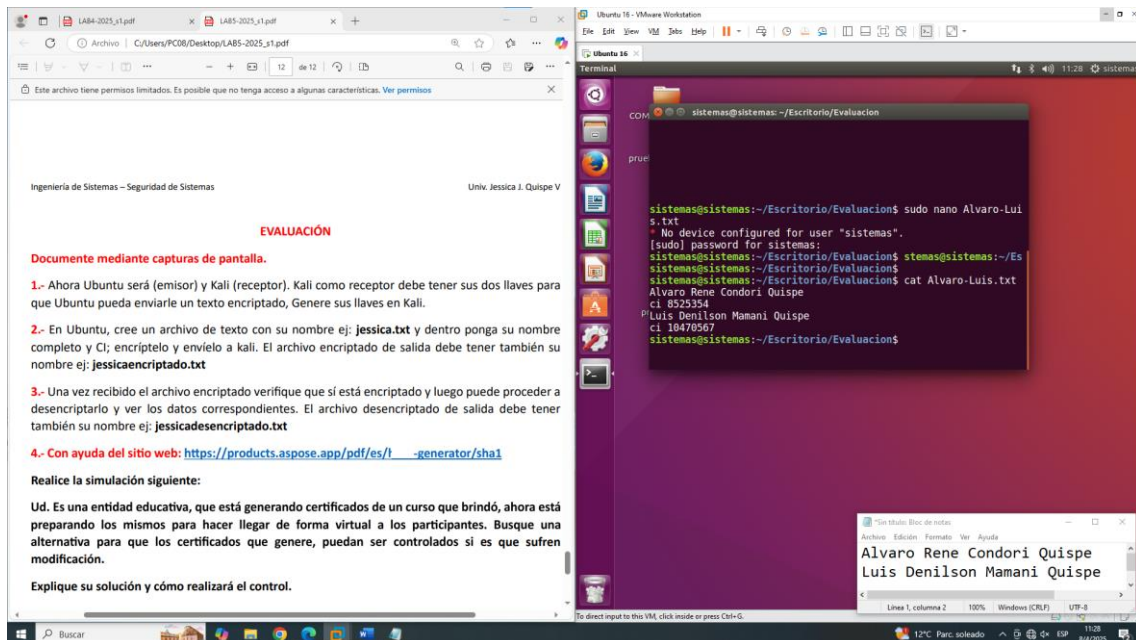 LAB4-2025_s1.pdf
LAB5-2025_s1.pdf
Archivo
C:/Users/PC08/Desktop/LAB5-2025_s1.pdf
12
de 12
Este archivo tiene permisos limitados. Es posible que no tenga acceso a algunas características. Ver permisos
Ingeniería de Sistemas – Seguridad de Sistemas
Univ. Jessica J. Quispe V
EVALUACIÓN
Documente mediante capturas de pantalla.
1.- Ahora Ubuntu será (emisor) y Kali (receptor). Kali como receptor debe tener sus dos llaves para
que Ubuntu pueda enviarle un texto encriptado, Genere sus llaves en Kali.
2.- En Ubuntu, cree un archivo de texto con su nombre ej: jessica.txt y dentro ponga su nombre
completo y CI; encríptelo y envíelo a kali. El archivo encriptado de salida debe tener también su
nombre ej: jessicaencriptado.txt
3.- Una vez recibido el archivo encriptado verifique que sí está encriptado y luego puede proceder a
desencriptarlo y ver los datos correspondientes. El archivo desencriptado de salida debe tener
también su nombre ej: jessicadesencriptado.txt
4.- Con ayuda del sitio web: https://products.aspose.app/pdf/es/h -generator/sha1
Realice la simulación siguiente:
Ud. Es una entidad educativa, que está generando certificados de un curso que brindó, ahora está
preparando los mismos para hacer llegar de forma virtual a los participantes. Busque una
alternativa para que los certificados que genere, puedan ser controlados si es que sufren
modificación.
Explique su solución y cómo realizará el control.
Ubuntu 16 - VMware Workstation
File Edit View VM Tabs Help
Ubuntu 16
Terminal
11:28 sistemas
COM
prue
sistemas@sistemas: ~/Escritorio/Evaluacion
sistemas@sistemas:~/Escritorio/Evaluacion$ sudo nano Alvaro-Lui
s.txt
* No device configured for user "sistemas".
[sudo] password for sistemas:
sistemas@sistemas:~/Escritorio/Evaluacion$ stemas@sistemas:~/Es
sistemas@sistemas:~/Escritorio/Evaluacion$
sistemas@sistemas:~/Escritorio/Evaluacion$ cat Alvaro-Luis.txt
Alvaro Rene Condori Quispe
ci 8525354
Luis Denilson Mamani Quispe
ci 10470567
sistemas@sistemas:~/Escritorio/Evaluacion$
*Sin título: Bloc de notas
Archivo Edición Formato Ver Ayuda
Alvaro Rene Condori Quispe
Luis Denilson Mamani Quispe
Línea 1, columna 2 100% Windows (CRLF) UTF-8
To direct input to this VM, click inside or press Ctrl+G.
Buscar
12°C Parc. soleado
ESP
11:28
8/4/2025